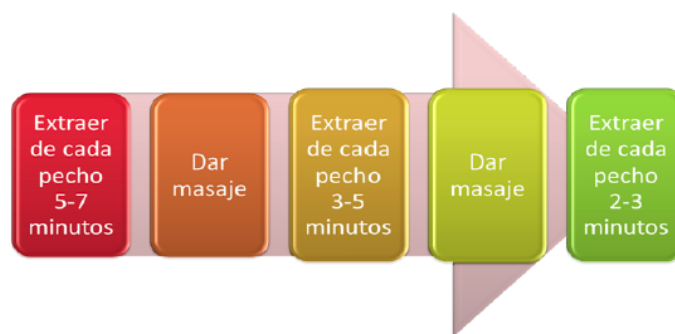 Extraer
de cada
pecho
5-7
minutos
Dar
masaje
Extraer
de cada
pecho
3-5
minutos
Dar
masaje
Extraer
de cada
pecho
2-3
minutos